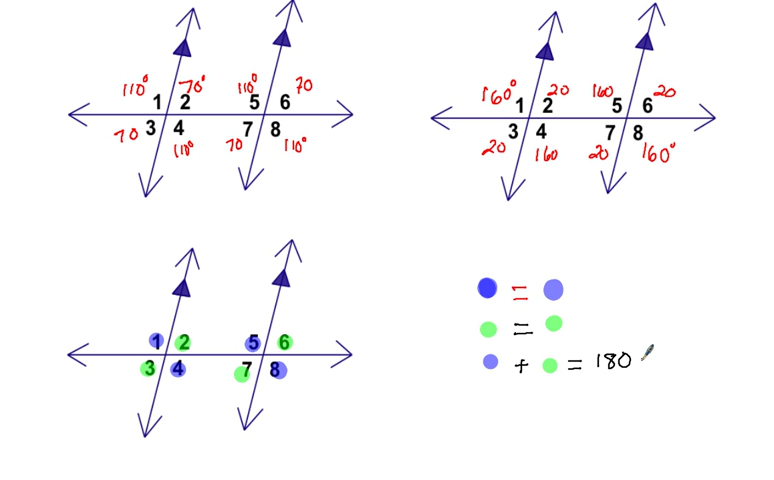 110° 70° 110° 70
1 2 5 6
3 4 7 8
70 110° 70 110°
160° 20 160 20
1 2 5 6
3 4 7 8
20 160 20 160°
1 2 5 6
3 4 7 8
=
=
+ = 180